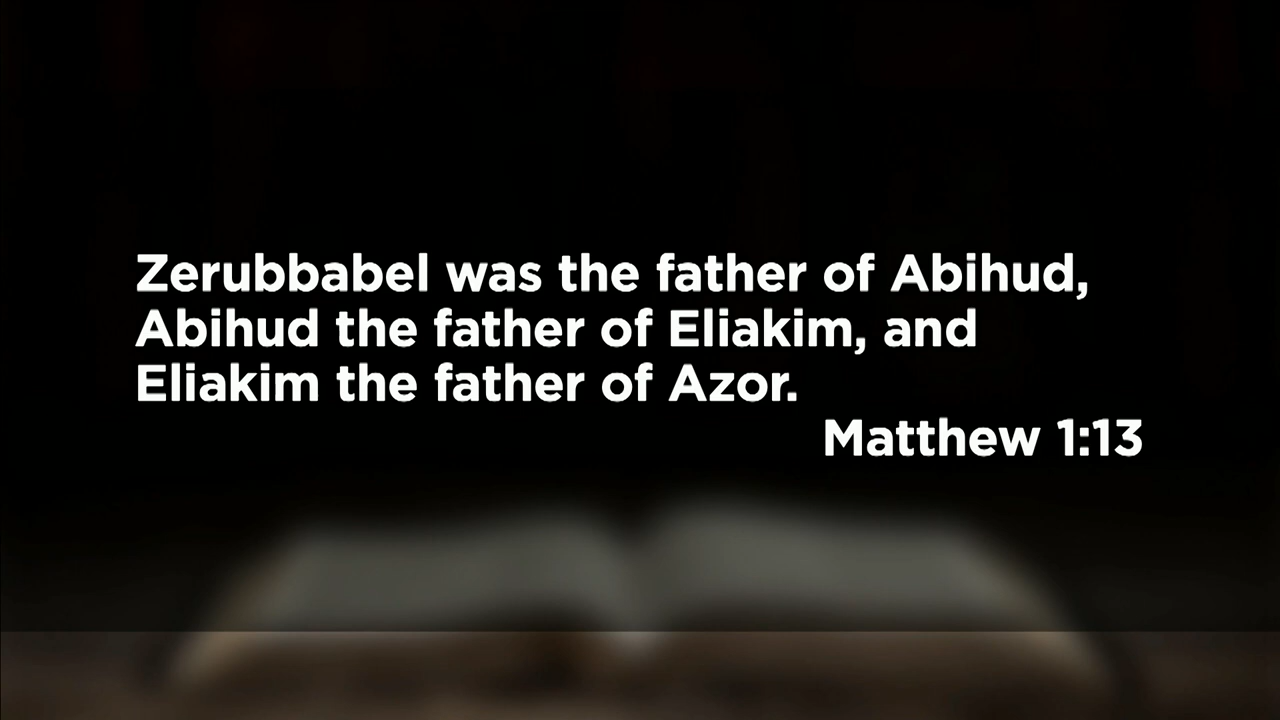 Zerubbabel was the father of Abihud,
Abihud the father of Eliakim, and
Eliakim the father of Azor.
Matthew 1:13